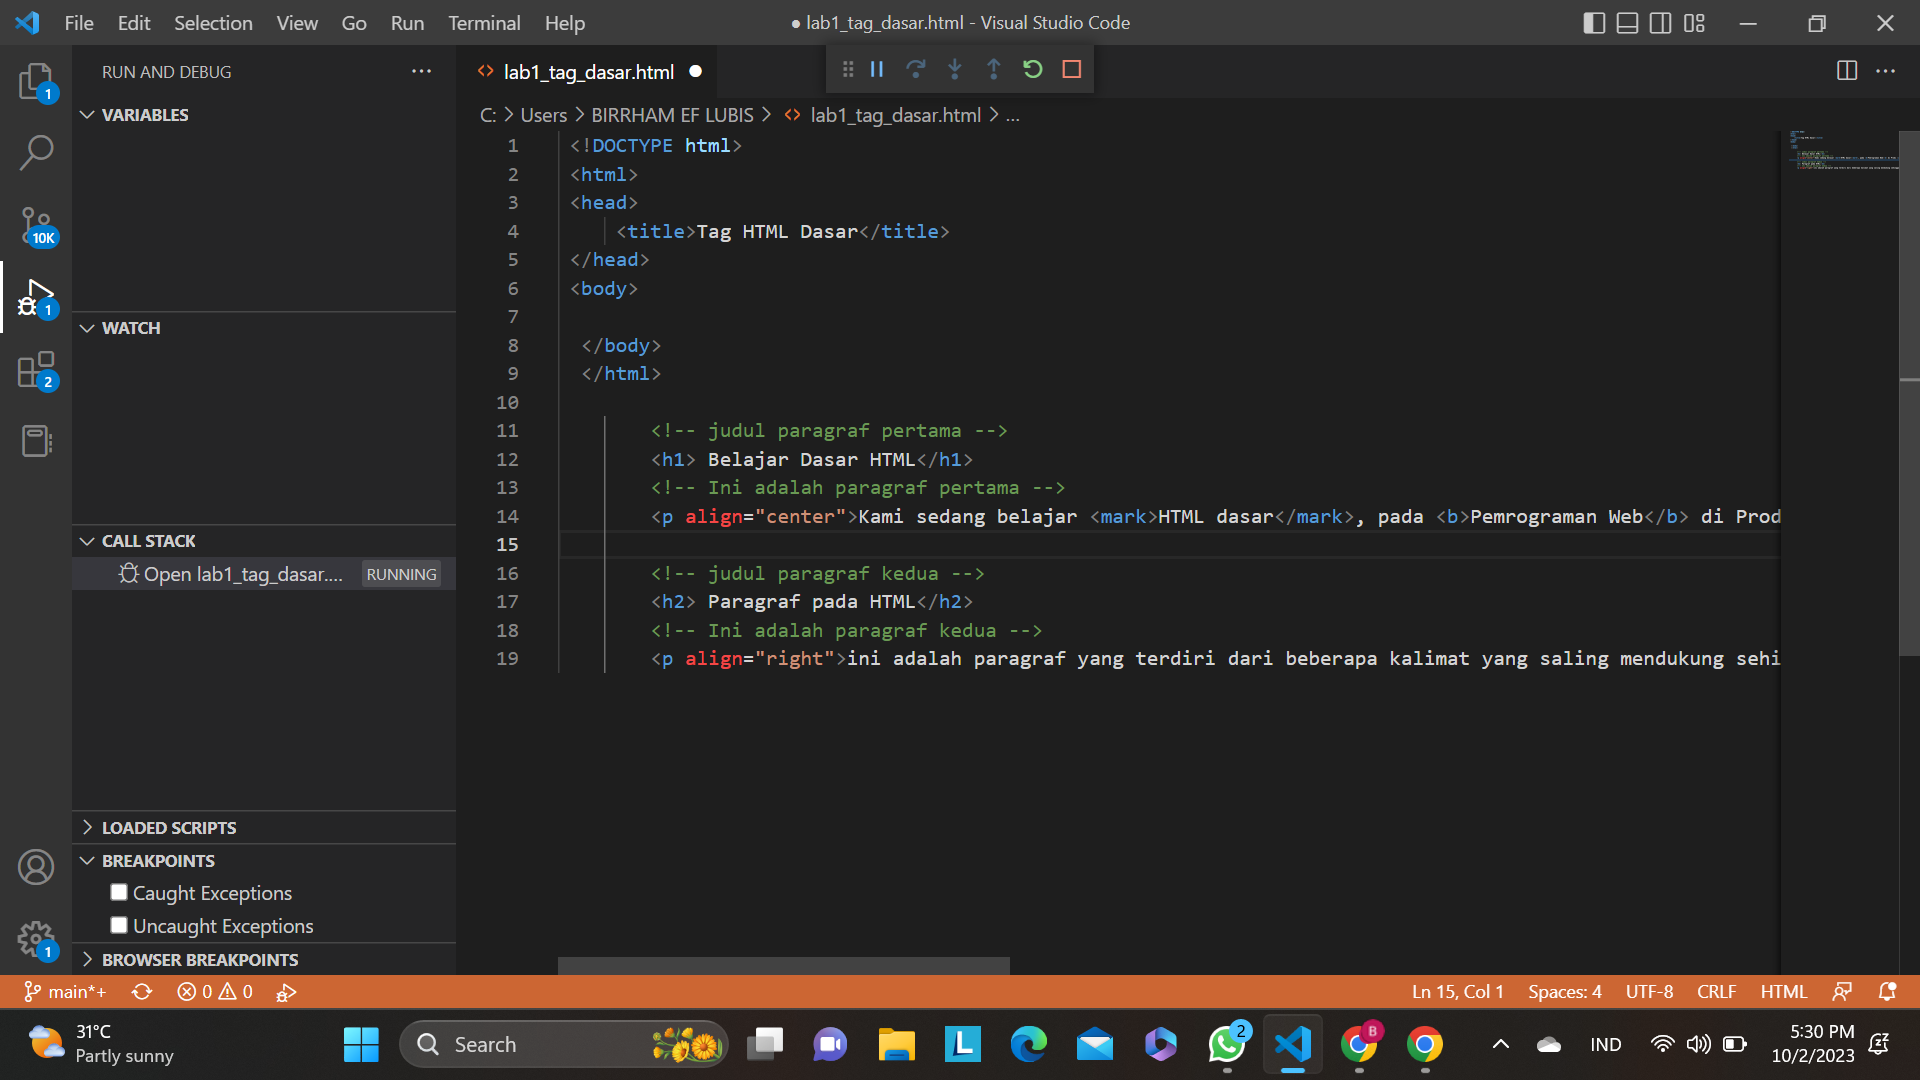 File Edit Selection View Go Run Terminal Help
● lab1_tag_dasar.html - Visual Studio Code
RUN AND DEBUG
lab1_tag_dasar.html ●
C: > Users > BIRRHAM EF LUBIS > lab1_tag_dasar.html > ...
VARIABLES
WATCH
CALL STACK
Open lab1_tag_dasar.... RUNNING
LOADED SCRIPTS
BREAKPOINTS
Caught Exceptions
Uncaught Exceptions
BROWSER BREAKPOINTS
1
10K
1
2
1
1 <!DOCTYPE html>
2 <html>
3 <head>
4 <title>Tag HTML Dasar</title>
5 </head>
6 <body>
7
8 </body>
9 </html>
10
11 <!-- judul paragraf pertama -->
12 <h1> Belajar Dasar HTML</h1>
13 <!-- Ini adalah paragraf pertama -->
14 <p align="center">Kami sedang belajar <mark>HTML dasar</mark>, pada <b>Pemrograman Web</b> di Prod
15
16 <!-- judul paragraf kedua -->
17 <h2> Paragraf pada HTML</h2>
18 <!-- Ini adalah paragraf kedua -->
19 <p align="right">ini adalah paragraf yang terdiri dari beberapa kalimat yang saling mendukung sehi
main*+ 0 0
Ln 15, Col 1 Spaces: 4 UTF-8 CRLF HTML
31°C
Partly sunny
Search
L
2
B
IND
5:30 PM
10/2/2023